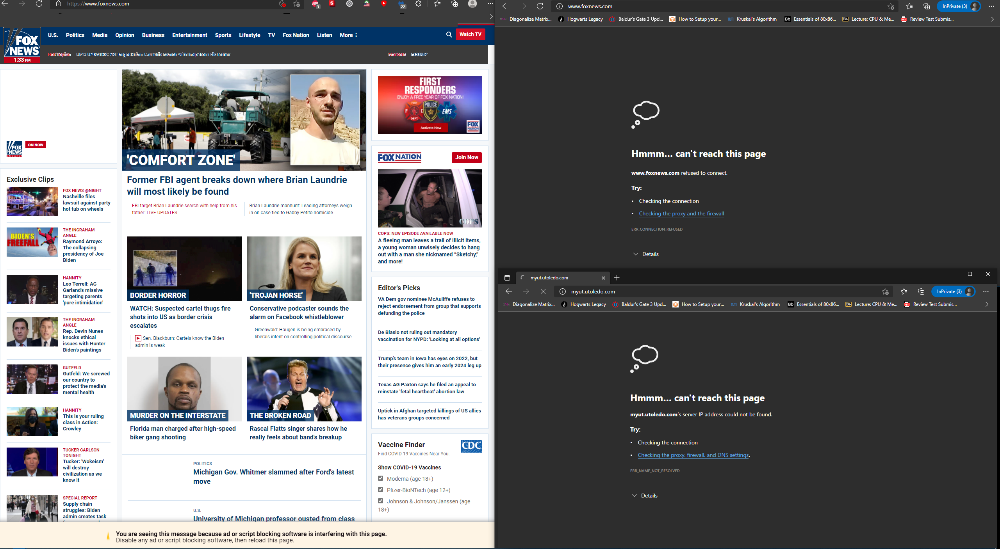 https://www.foxnews.com
3
22
FOX
NEWS
1:33 PM
U.S. Politics Media Opinion Business Entertainment Sports Lifestyle TV Fox Nation Listen More
Watch TV
Hot Topics LIVE UPDATES: FBI target Brian Laundrie search with help from his father
Markets I:COMP
FOX
NEWS
channel
ON NOW
Exclusive Clips
FOX NEWS @NIGHT
Nashville files
lawsuit against party
hot tub on wheels
BIDEN'S
FREEFALL
THE INGRAHAM
ANGLE
Raymond Arroyo:
The collapsing
presidency of Joe
Biden
HANNITY
Leo Terrell: AG
Garland's missive
targeting parents
'pure intimidation'
THE INGRAHAM
ANGLE
Rep. Devin Nunes
knocks ethical
issues with Hunter
Biden's paintings
GUTFELD
Gutfeld: We screwed
our country to
protect the media's
mental health
HANNITY
This is your ruling
class in Action:
Crowley
TUCKER CARLSON
TONIGHT
Tucker: 'Wokeism'
will destroy
civilization as we
know it
SPECIAL REPORT
Supply chain
struggles: Biden
admin creates task
'COMFORT ZONE'
Former FBI agent breaks down where Brian Laundrie
will most likely be found
FBI target Brian Laundrie search with help from his
father: LIVE UPDATES
Brian Laundrie manhunt: Leading attorneys weigh
in on case tied to Gabby Petito homicide
BORDER HORROR
WATCH: Suspected cartel thugs fire
shots into US as border crisis
escalates
Sen. Blackburn: Cartels know the Biden
admin is weak
'TROJAN HORSE'
Conservative podcaster sounds the
alarm on Facebook whistleblower
Greenwald: Haugen is being embraced by
liberals intent on controlling political discourse
MURDER ON THE INTERSTATE
Florida man charged after high-speed
biker gang shooting
THE BROKEN ROAD
Rascal Flatts singer shares how he
really feels about band's breakup
POLITICS
Michigan Gov. Whitmer slammed after Ford's latest
move
U.S.
University of Michigan professor ousted from class
FIRST
RESPONDERS
ENJOY A FREE YEAR OF FOX NATION!
FIRE
F D
DEPT
POLICE
EMS
Activate Now
FOX
NATION
FOX NATION
Join Now
COPS
COPS: NEW EPISODE AVAILABLE NOW
A fleeing man leaves a trail of illicit items,
a young woman unwisely decides to hang
out with a man she nicknamed “Sketchy,”
and more!
Editor's Picks
VA Dem gov nominee McAuliffe refuses to
reject endorsement from group that supports
defunding the police
De Blasio not ruling out mandatory
vaccination for NYPD: 'Looking at all options'
Trump's team in Iowa has eyes on 2022, but
their presence gives him an early 2024 leg up
Texas AG Paxton says he filed an appeal to
reinstate 'fetal heartbeat' abortion law
Uptick in Afghan targeted killings of US allies
has veterans groups concerned
Vaccine Finder
CDC
Find COVID-19 Vaccines Near You.
Show COVID-19 Vaccines
Moderna (age 18+)
Pfizer-BioNTech (age 12+)
Johnson & Johnson/Janssen (age
18+)
You are seeing this message because ad or script blocking software is interfering with this page.
Disable any ad or script blocking software, then reload this page.
www.foxnews.com
InPrivate (3)
Diagonalize Matrix... Hogwarts Legacy Baldur's Gate 3 Upd... How to Setup your... Kruskal's Algorithm Essentials of 80x86... Lecture: CPU & Me... Review Test Submis...
Hmmm... can't reach this page
www.foxnews.com refused to connect.
Try:
• Checking the connection
• Checking the proxy and the firewall
ERR_CONNECTION_REFUSED
Details
myut.utoledo.com
myut.utoledo.com
InPrivate (3)
Diagonalize Matrix... Hogwarts Legacy Baldur's Gate 3 Upd... How to Setup your... Kruskal's Algorithm Essentials of 80x86... Lecture: CPU & Me... Review Test Submis...
Hmmm... can't reach this page
myut.utoledo.com's server IP address could not be found.
Try:
• Checking the connection
• Checking the proxy, firewall, and DNS settings.
ERR_NAME_NOT_RESOLVED
Details